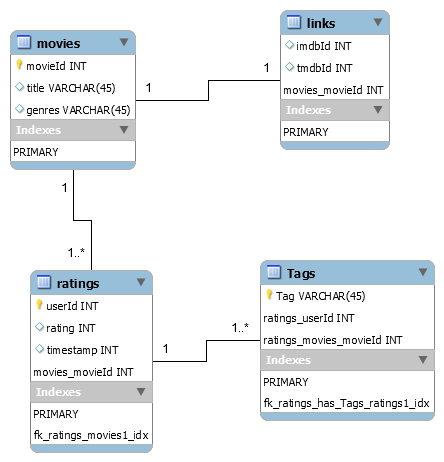 movies
movieId INT
title VARCHAR(45)
genres VARCHAR(45)
Indexes
PRIMARY
links
imdbId INT
tmdbId INT
movies_movieId INT
Indexes
PRIMARY
1
1
1
1..*
ratings
userId INT
rating INT
timestamp INT
movies_movieId INT
Indexes
PRIMARY
fk_ratings_movies1_idx
1
1..*
Tags
Tag VARCHAR(45)
ratings_userId INT
ratings_movies_movieId INT
Indexes
PRIMARY
fk_ratings_has_Tags_ratings1_idx